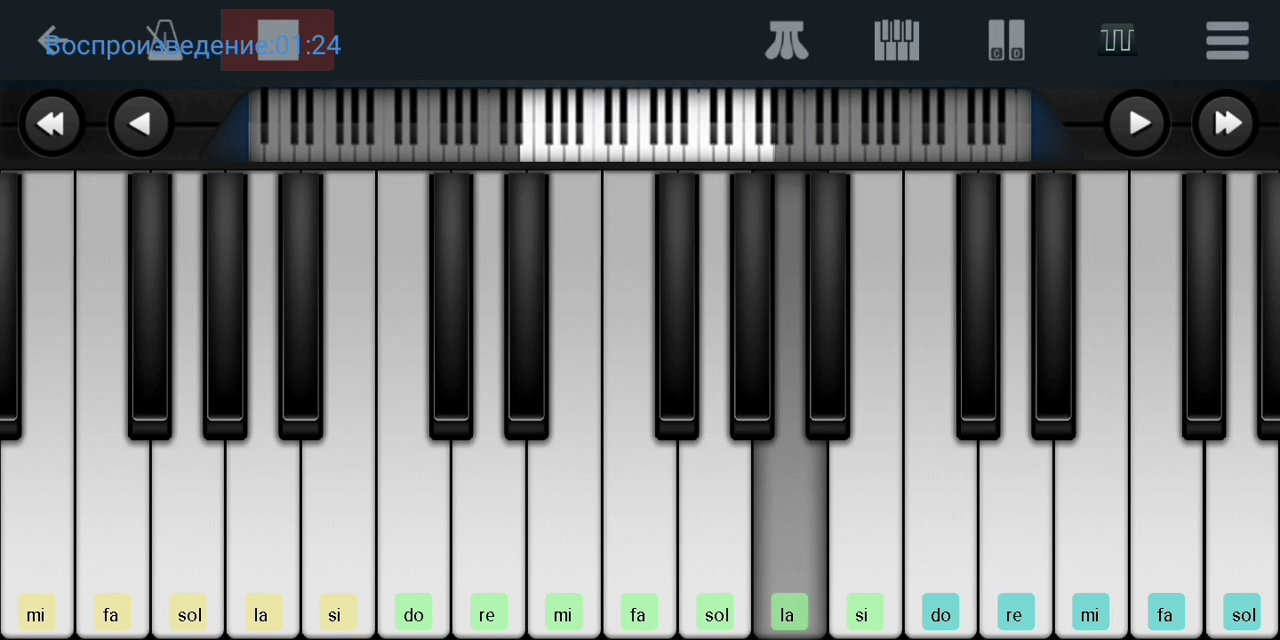 Воспроизведение:01:24
C D
mi fa sol la si do re mi fa sol la si do re mi fa sol